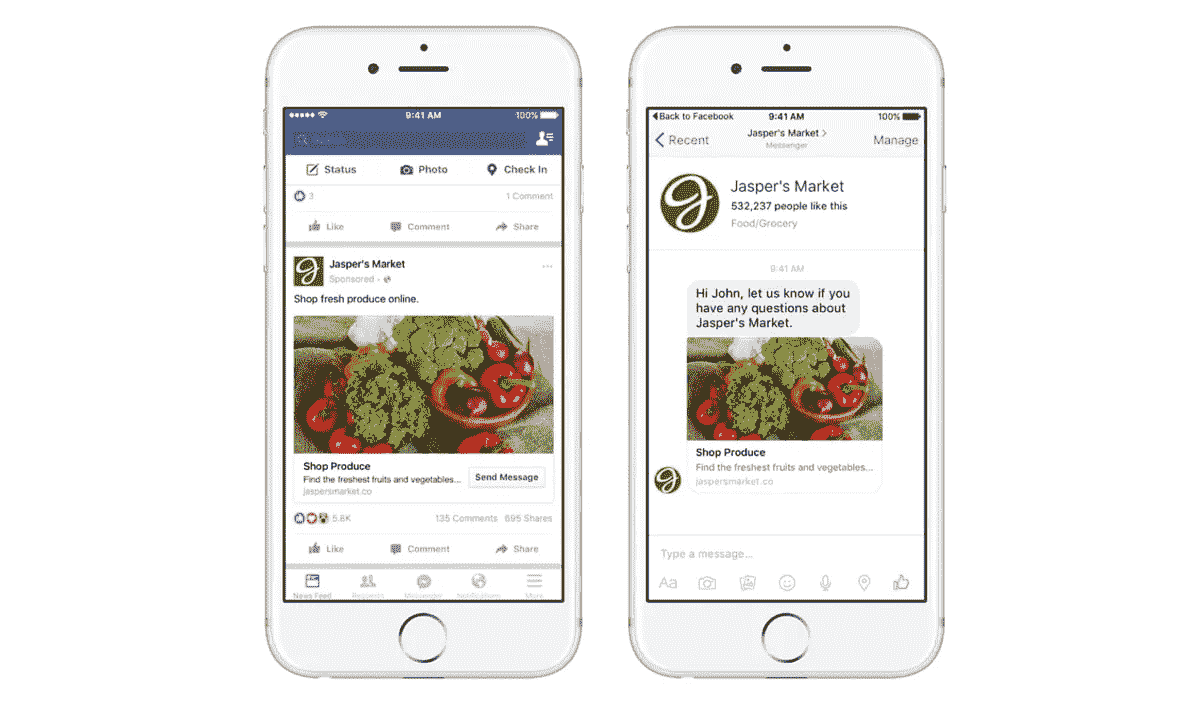 9:41 AM
100%
Status
Photo
Check In
3
1 Comment
Like
Comment
Share
Jasper's Market
Sponsored
Shop fresh produce online.
Shop Produce
Find the freshest fruits and vegetables...
jaspersmarket.co
Send Message
5.8K
135 Comments
695 Shares
Like
Comment
Share
News Feed
Requests
Messenger
Notifications
More
Back to Facebook
9:41 AM
100%
Recent
Jasper's Market
Messenger
Manage
Jasper's Market
532,237 people like this
Food/Grocery
9:41 AM
Hi John, let us know if you
have any questions about
Jasper's Market.
Shop Produce
Find the freshest fruits and vegetables...
jaspersmarket.co
Type a message...
Aa